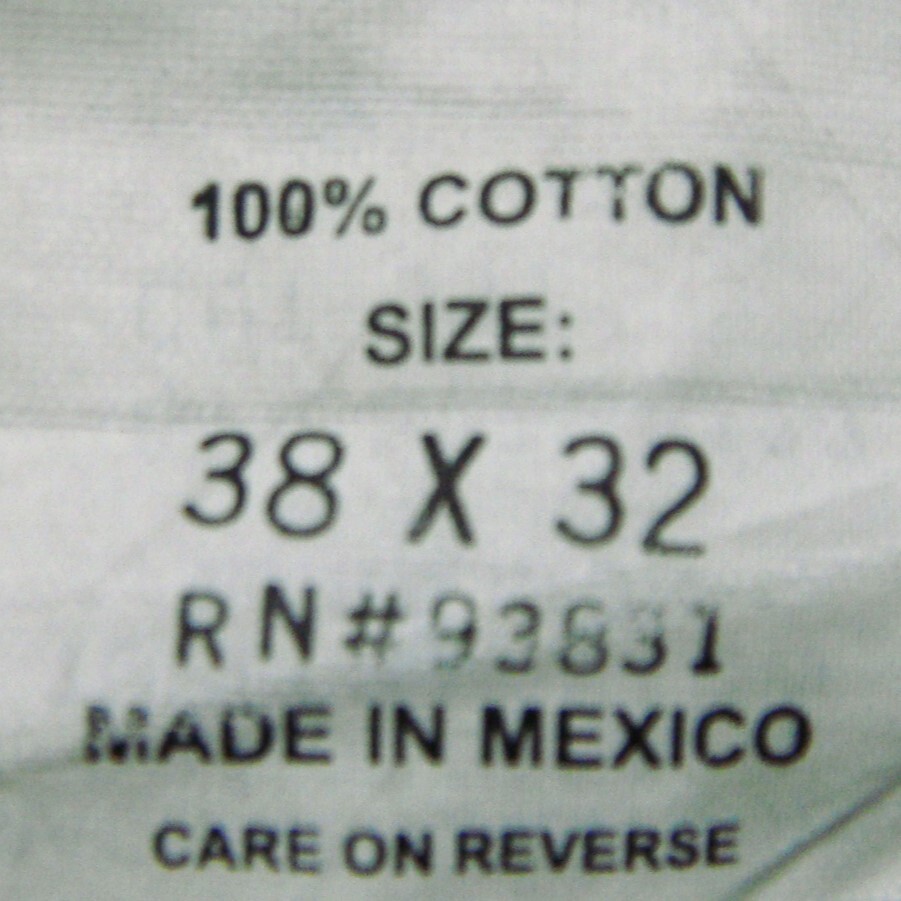 100% COTTON
SIZE:
38 X 32
RN#93831
MADE IN MEXICO
CARE ON REVERSE